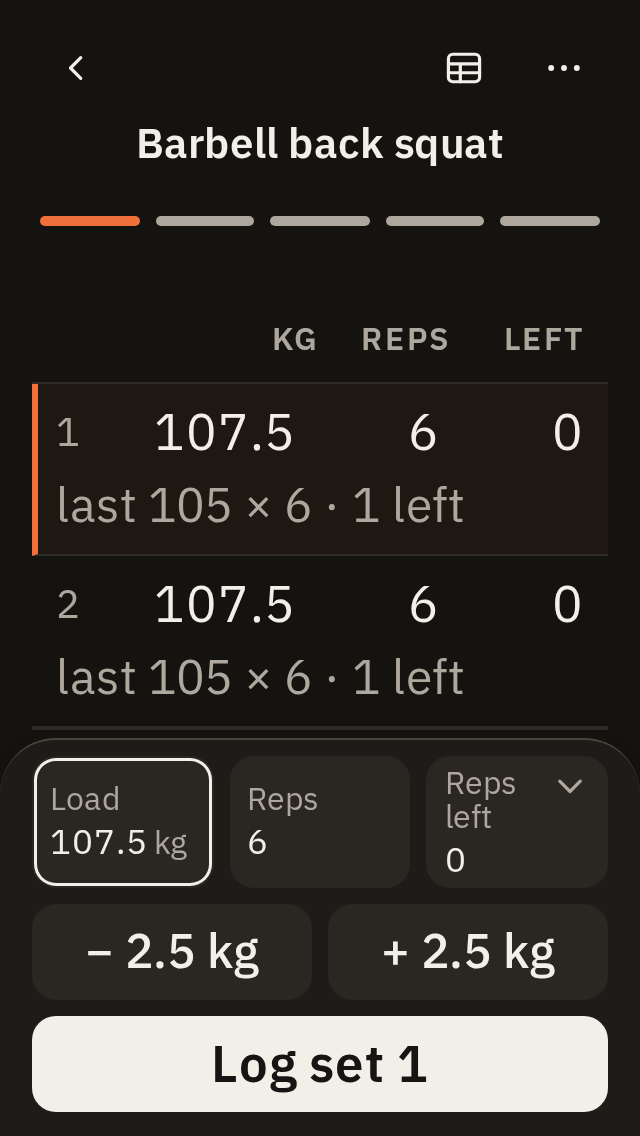 Barbell back squat
KG REPS LEFT
1 107.5 6 0
last 105 × 6 · 1 left
2 107.5 6 0
last 105 × 6 · 1 left
Load
107.5 kg
Reps
6
Reps
left
0
− 2.5 kg
+ 2.5 kg
Log set 1